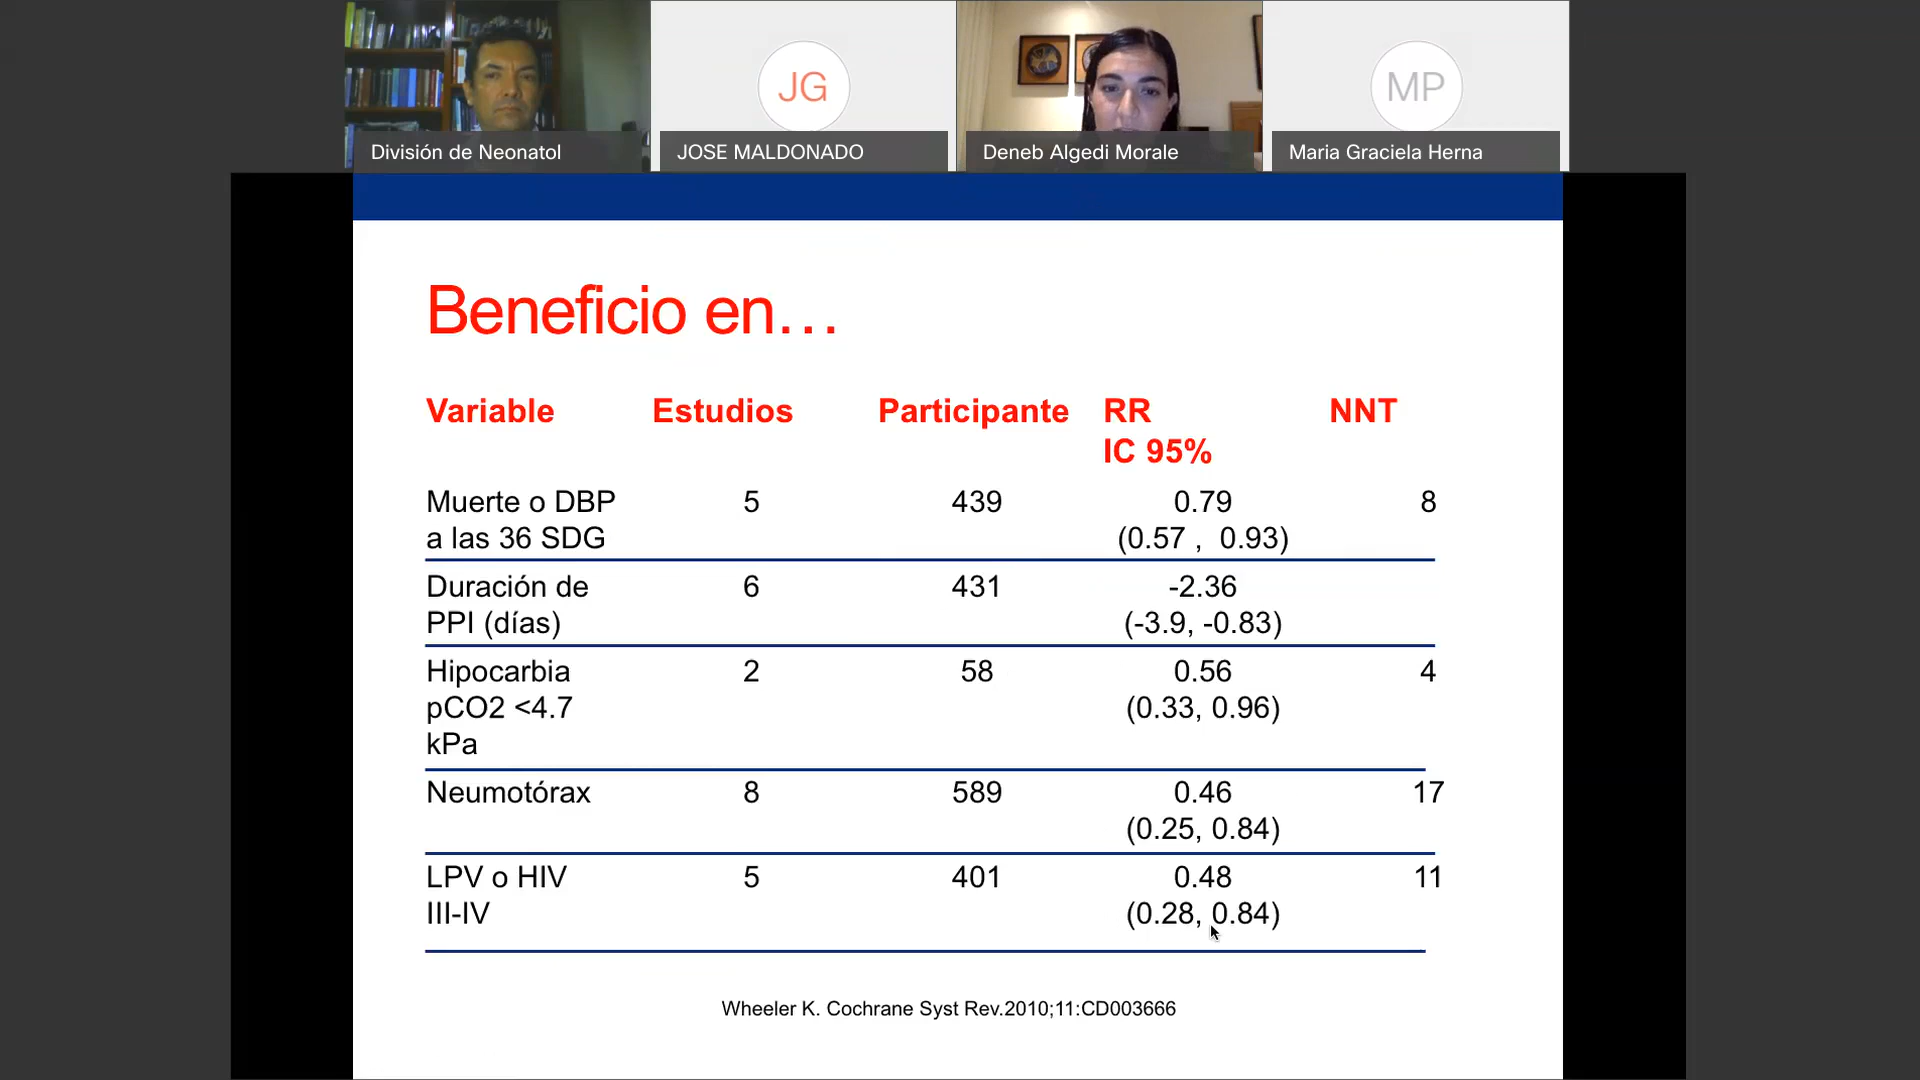 División de Neonatol
JG
JOSE MALDONADO
Deneb Algedi Morale
MP
Maria Graciela Herna
Beneficio en…
Variable Estudios Participante RR NNT
IC 95%
Muerte o DBP 5 439 0.79 8
a las 36 SDG (0.57 , 0.93)
Duración de 6 431 -2.36
PPI (días) (-3.9, -0.83)
Hipocarbia 2 58 0.56 4
pCO2 <4.7 (0.33, 0.96)
kPa
Neumotórax 8 589 0.46 17
(0.25, 0.84)
LPV o HIV 5 401 0.48 11
III-IV (0.28, 0.84)
Wheeler K. Cochrane Syst Rev.2010;11:CD003666